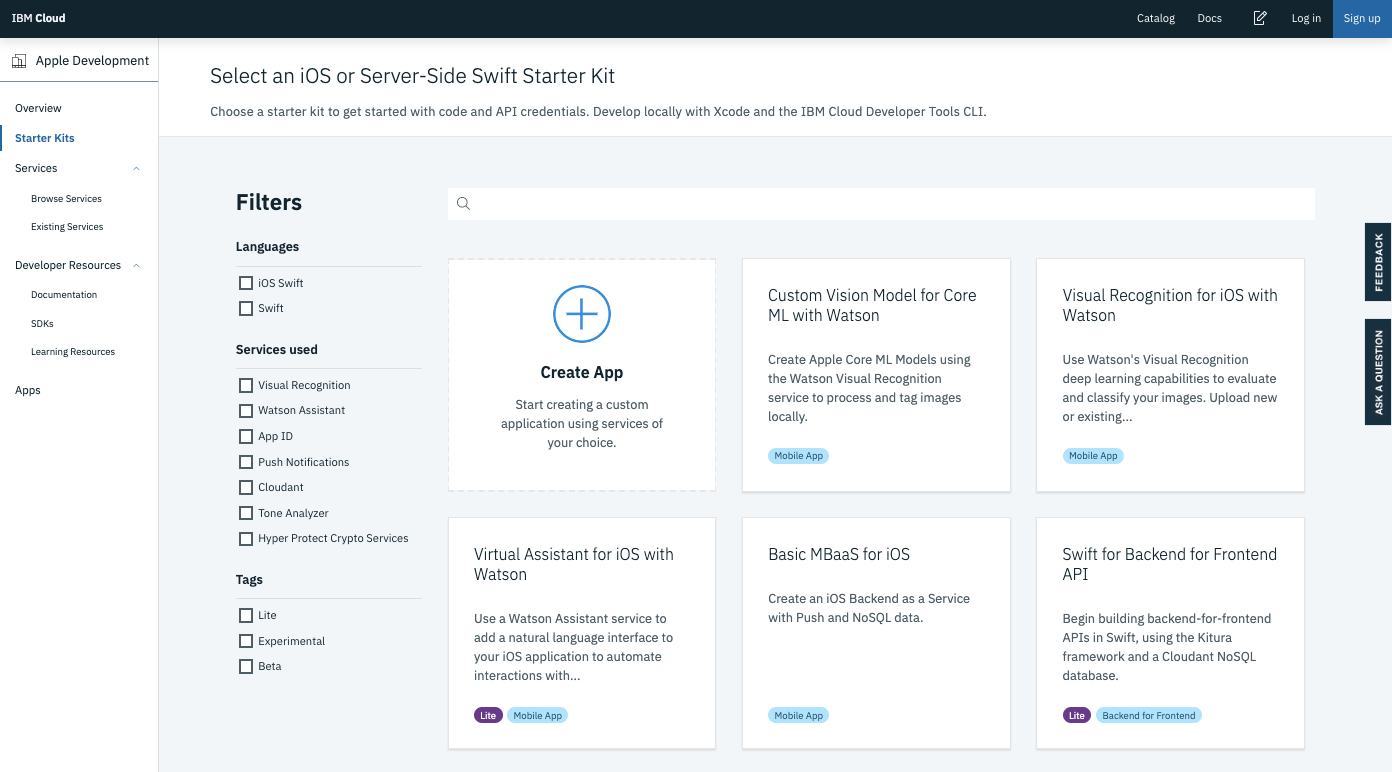 IBM Cloud
Catalog
Docs
Log in
Sign up
Apple Development
Overview
Starter Kits
Services
Browse Services
Existing Services
Developer Resources
Documentation
SDKs
Learning Resources
Apps
Select an iOS or Server-Side Swift Starter Kit
Choose a starter kit to get started with code and API credentials. Develop locally with Xcode and the IBM Cloud Developer Tools CLI.
Filters
Languages
iOS Swift
Swift
Services used
Visual Recognition
Watson Assistant
App ID
Push Notifications
Cloudant
Tone Analyzer
Hyper Protect Crypto Services
Tags
Lite
Experimental
Beta
Create App
Start creating a custom
application using services of
your choice.
Custom Vision Model for Core
ML with Watson
Create Apple Core ML Models using
the Watson Visual Recognition
service to process and tag images
locally.
Mobile App
Visual Recognition for iOS with
Watson
Use Watson's Visual Recognition
deep learning capabilities to evaluate
and classify your images. Upload new
or existing...
Mobile App
Virtual Assistant for iOS with
Watson
Use a Watson Assistant service to
add a natural language interface to
your iOS application to automate
interactions with...
Lite
Mobile App
Basic MBaaS for iOS
Create an iOS Backend as a Service
with Push and NoSQL data.
Mobile App
Swift for Backend for Frontend
API
Begin building backend-for-frontend
APIs in Swift, using the Kitura
framework and a Cloudant NoSQL
database.
Lite
Backend for Frontend
FEEDBACK
ASK A QUESTION